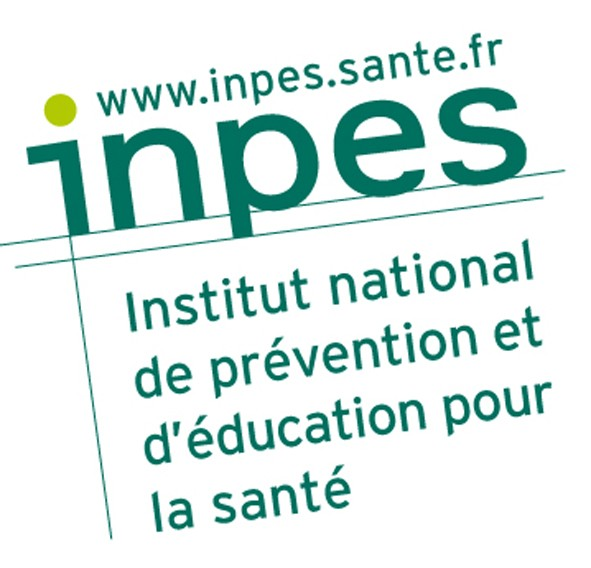 www.inpes.sante.fr
inpes
Institut national
de prévention et
d'éducation pour
la santé